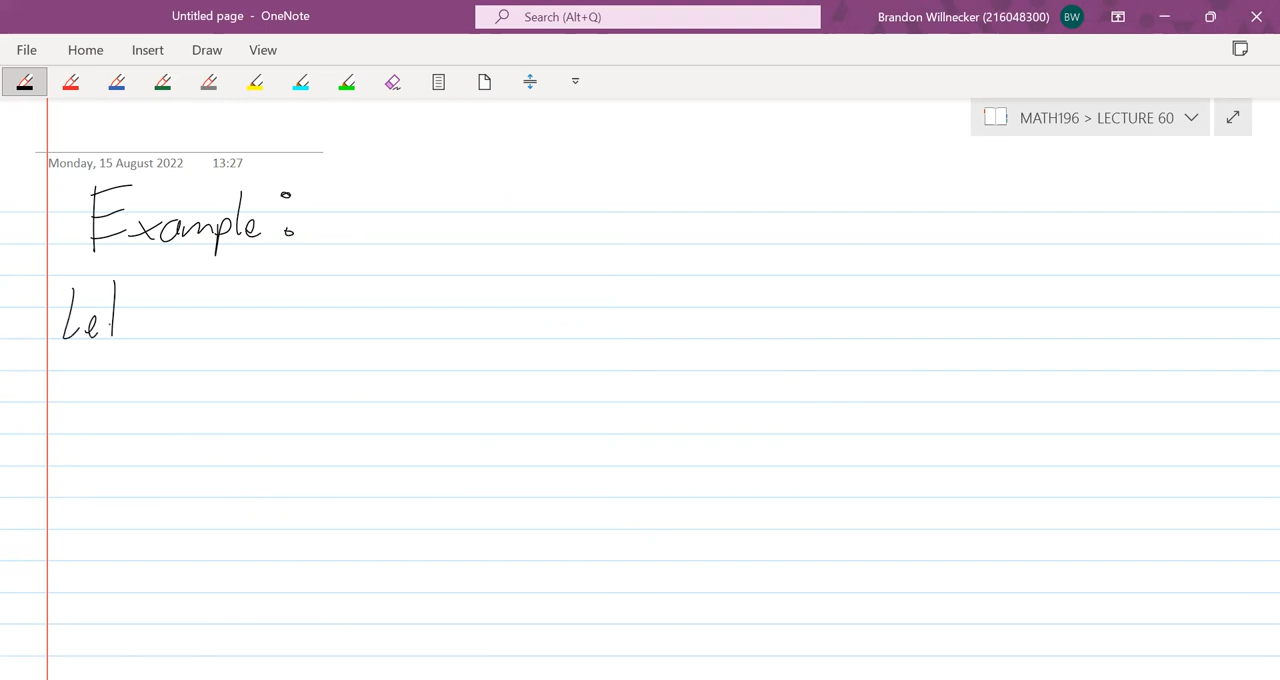 Untitled page - OneNote
Search (Alt+Q)
Brandon Willnecker (216048300)
BW
File Home Insert Draw View
MATH196 > LECTURE 60
Monday, 15 August 2022 13:27
Example:
Let